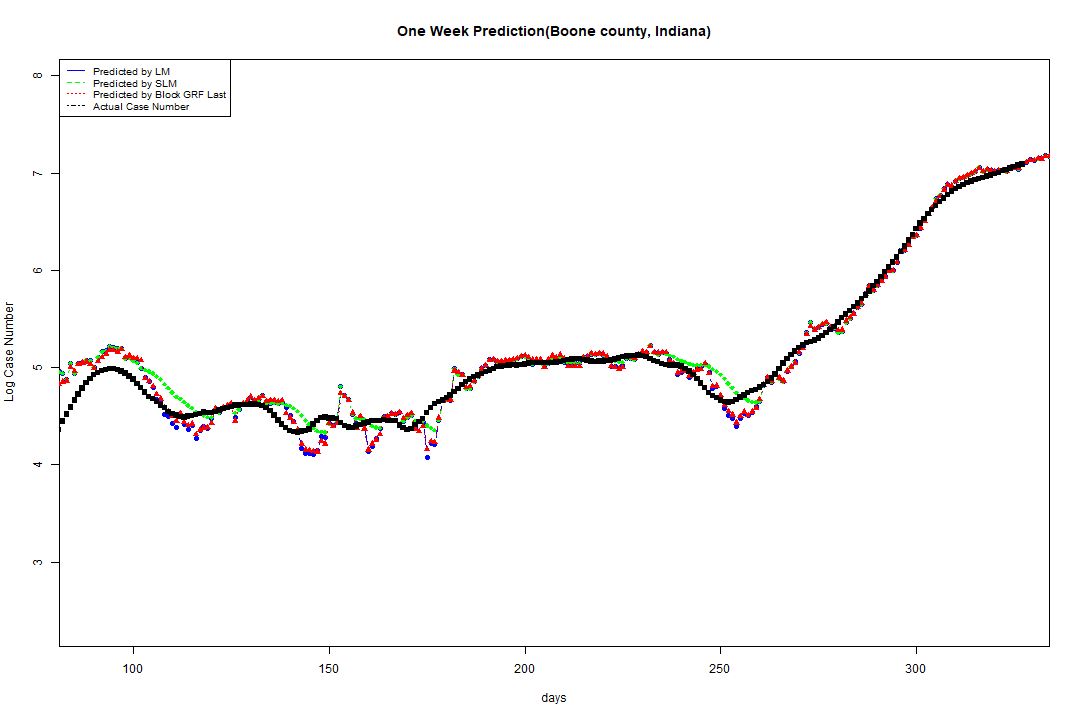 One Week Prediction(Boone county, Indiana)
Predicted by LM
Predicted by SLM
Predicted by Block GRF Last
Actual Case Number
8
7
6
5
4
3
Log Case Number
100 150 200 250 300
days